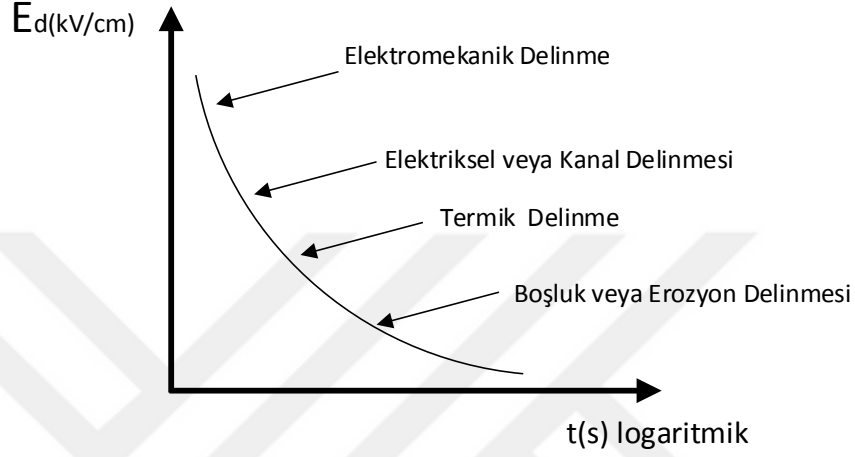 Ed(kV/cm)
Elektromekanik Delinme
Elektriksel veya Kanal Delinmesi
Termik Delinme
Boşluk veya Erozyon Delinmesi
t(s) logaritmik